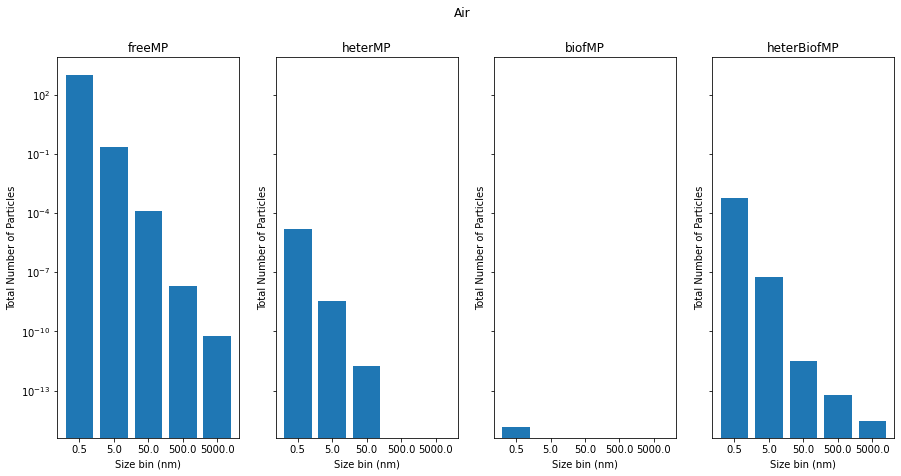 Air
freeMP
heterMP
biofMP
heterBiofMP
Total Number of Particles
10²
10⁻¹
10⁻⁴
10⁻⁷
10⁻¹⁰
10⁻¹³
0.5 5.0 50.0 500.0 5000.0
Size bin (nm)
Total Number of Particles
0.5 5.0 50.0 500.0 5000.0
Size bin (nm)
Total Number of Particles
0.5 5.0 50.0 500.0 5000.0
Size bin (nm)
Total Number of Particles
0.5 5.0 50.0 500.0 5000.0
Size bin (nm)